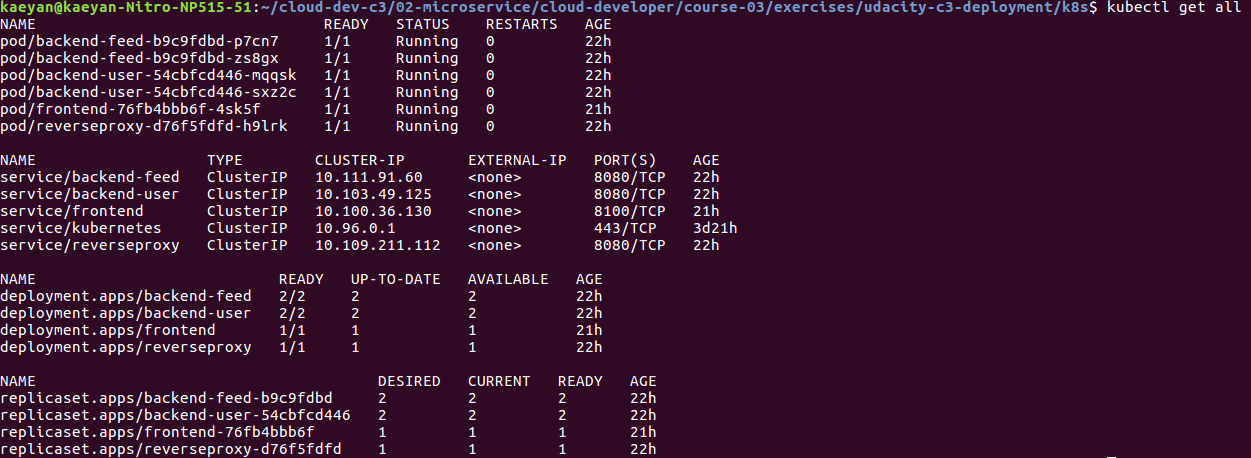 kaeyan@kaeyan-Nitro-NP515-51:~/cloud-dev-c3/02-microservice/cloud-developer/course-03/exercises/udacity-c3-deployment/k8s$ kubectl get all
NAME READY STATUS RESTARTS AGE
pod/backend-feed-b9c9fdbd-p7cn7 1/1 Running 0 22h
pod/backend-feed-b9c9fdbd-zs8gx 1/1 Running 0 22h
pod/backend-user-54cbfcd446-mqqsk 1/1 Running 0 22h
pod/backend-user-54cbfcd446-sxz2c 1/1 Running 0 22h
pod/frontend-76fb4bbb6f-4sk5f 1/1 Running 0 21h
pod/reverseproxy-d76f5fdfd-h9lrk 1/1 Running 0 22h
NAME TYPE CLUSTER-IP EXTERNAL-IP PORT(S) AGE
service/backend-feed ClusterIP 10.111.91.60 <none> 8080/TCP 22h
service/backend-user ClusterIP 10.103.49.125 <none> 8080/TCP 22h
service/frontend ClusterIP 10.100.36.130 <none> 8100/TCP 21h
service/kubernetes ClusterIP 10.96.0.1 <none> 443/TCP 3d21h
service/reverseproxy ClusterIP 10.109.211.112 <none> 8080/TCP 22h
NAME READY UP-TO-DATE AVAILABLE AGE
deployment.apps/backend-feed 2/2 2 2 22h
deployment.apps/backend-user 2/2 2 2 22h
deployment.apps/frontend 1/1 1 1 21h
deployment.apps/reverseproxy 1/1 1 1 22h
NAME DESIRED CURRENT READY AGE
replicaset.apps/backend-feed-b9c9fdbd 2 2 2 22h
replicaset.apps/backend-user-54cbfcd446 2 2 2 22h
replicaset.apps/frontend-76fb4bbb6f 1 1 1 21h
replicaset.apps/reverseproxy-d76f5fdfd 1 1 1 22h